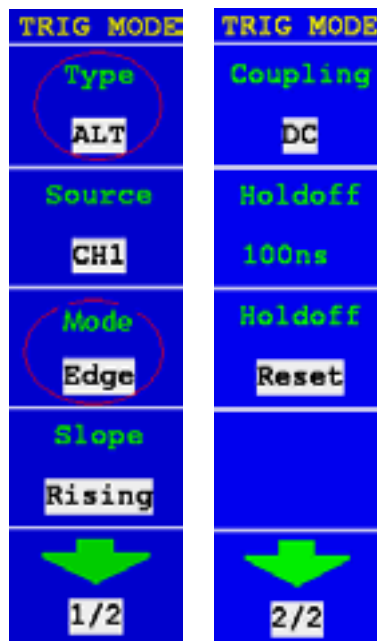 TRIG MODE
Type
ALT
Source
CH1
Mode
Edge
Slope
Rising
1/2
TRIG MODE
Coupling
DC
Holdoff
100ns
Holdoff
Reset
2/2